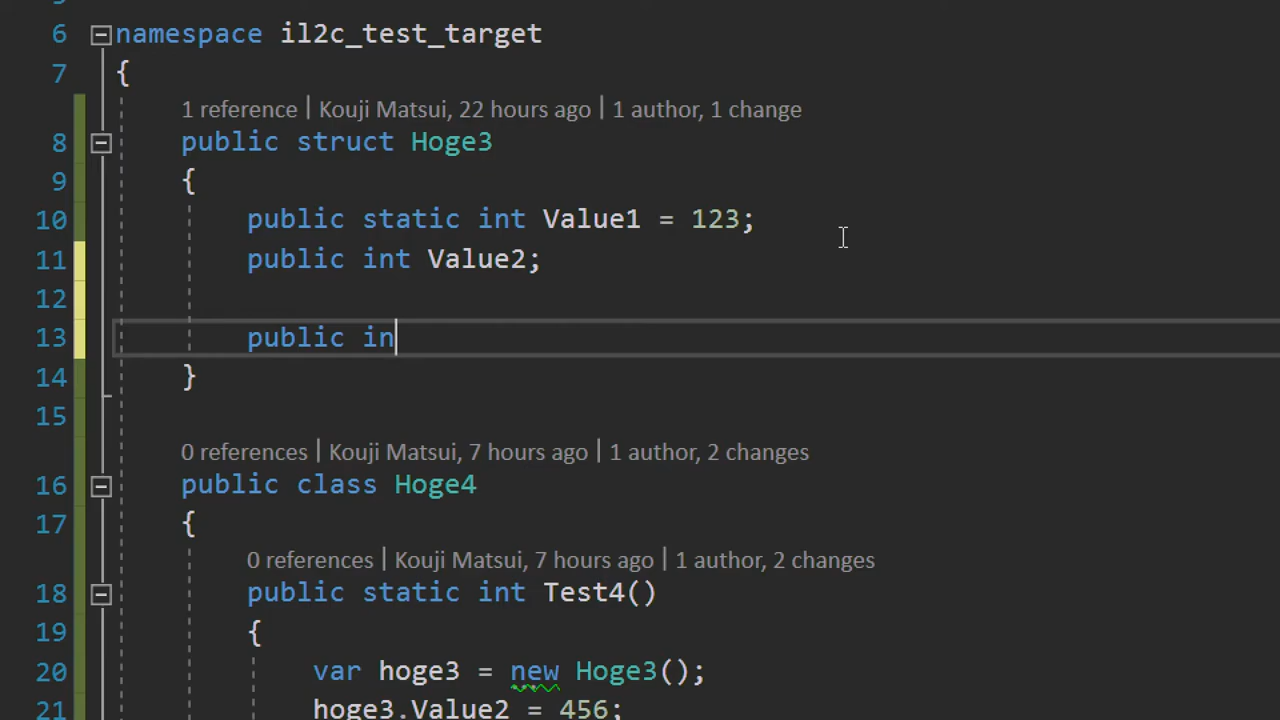 6 namespace il2c_test_target
7 {
1 reference | Kouji Matsui, 22 hours ago | 1 author, 1 change
8 public struct Hoge3
9 {
10 public static int Value1 = 123;
11 public int Value2;
12
13 public in
14 }
15
0 references | Kouji Matsui, 7 hours ago | 1 author, 2 changes
16 public class Hoge4
17 {
0 references | Kouji Matsui, 7 hours ago | 1 author, 2 changes
18 public static int Test4()
19 {
20 var hoge3 = new Hoge3();
21 hoge3.Value2 = 456;